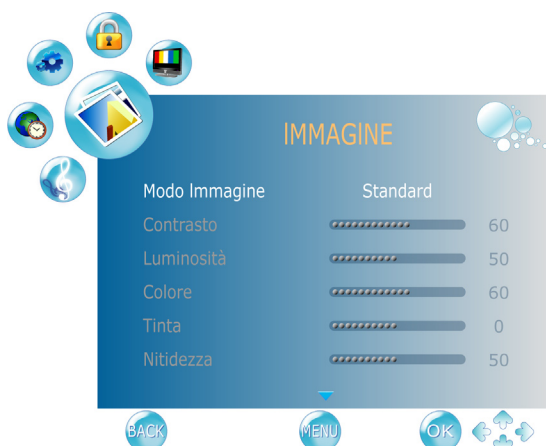 IMMAGINE
Modo Immagine Standard
Contrasto 60
Luminosità 50
Colore 60
Tinta 0
Nitidezza 50
BACK MENU OK